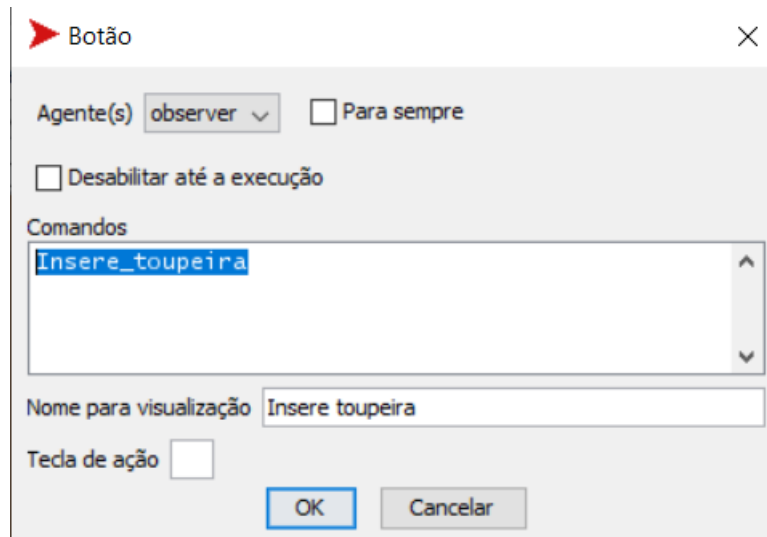 Botão
Agente(s) observer Para sempre
Desabilitar até a execução
Comandos
Insere_toupeira
Nome para visualização Insere toupeira
Tecla de ação
OK Cancelar